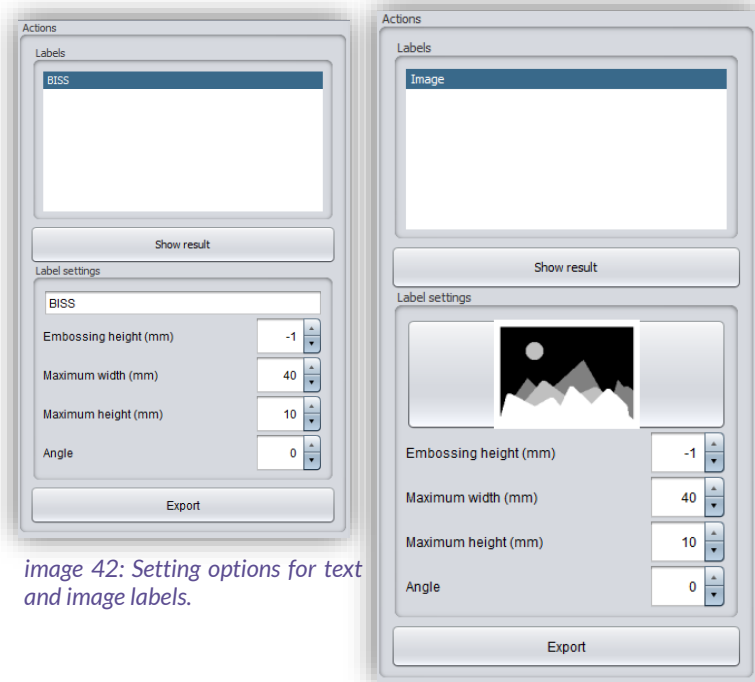 Actions
Labels
BISS
Show result
Label settings
BISS
Embossing height (mm)
-1
Maximum width (mm)
40
Maximum height (mm)
10
Angle
0
Export
image 42: Setting options for text
and image labels.
Actions
Labels
Image
Show result
Label settings
Embossing height (mm)
-1
Maximum width (mm)
40
Maximum height (mm)
10
Angle
0
Export